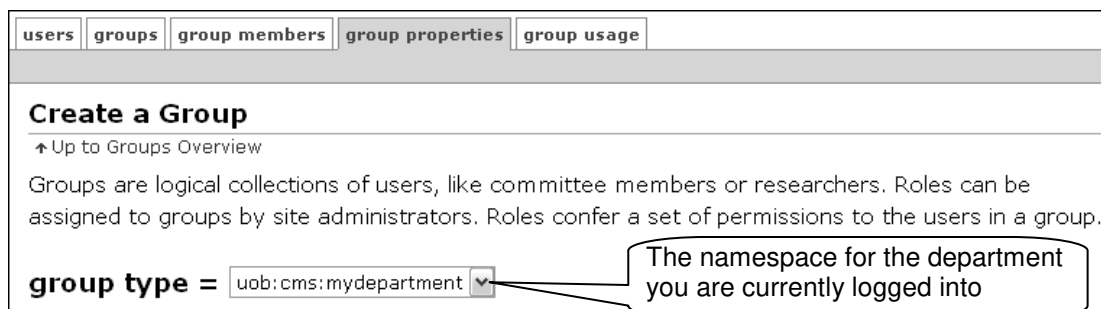 users groups group members group properties group usage
Create a Group
↑Up to Groups Overview
Groups are logical collections of users, like committee members or researchers. Roles can be
assigned to groups by site administrators. Roles confer a set of permissions to the users in a group.
group type = uob:cms:mydepartment
The namespace for the department
you are currently logged into